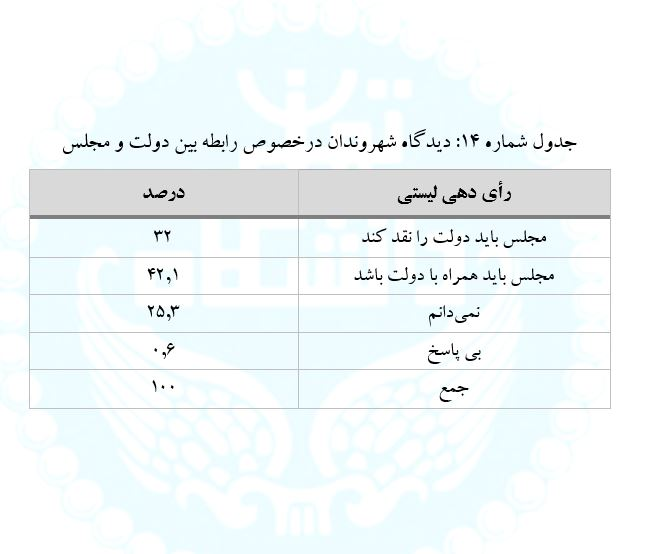 جدول شماره ۱۴: دیدگاه شهروندان درخصوص رابطه بین دولت و مجلس
رأی دهی لیستی درصد
مجلس باید دولت را نقد کند ۳۲
مجلس باید همراه با دولت باشد ۴۲,۱
نمی‌دانم ۲۵,۳
بی پاسخ ۰,۶
جمع ۱۰۰